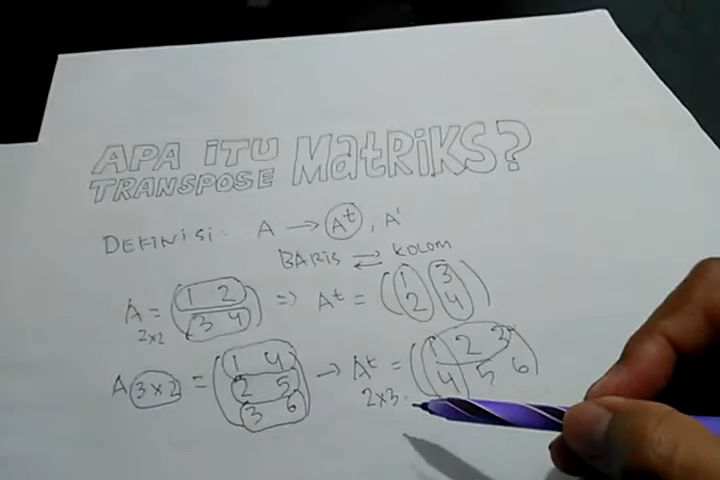 APA iTU
TRANSPOSE MatRiKS?
DEFiNiSi: A → Aᵗ, A'
BARiS ⇄ KOLOM
A = (1 2) => Aᵗ = (1 3)
2x2 (3 4) (2 4)
A 3x2 = (1 4) → Aᵗ = (1 2 3)
(2 5) 2x3 (4 5 6)
(3 6)